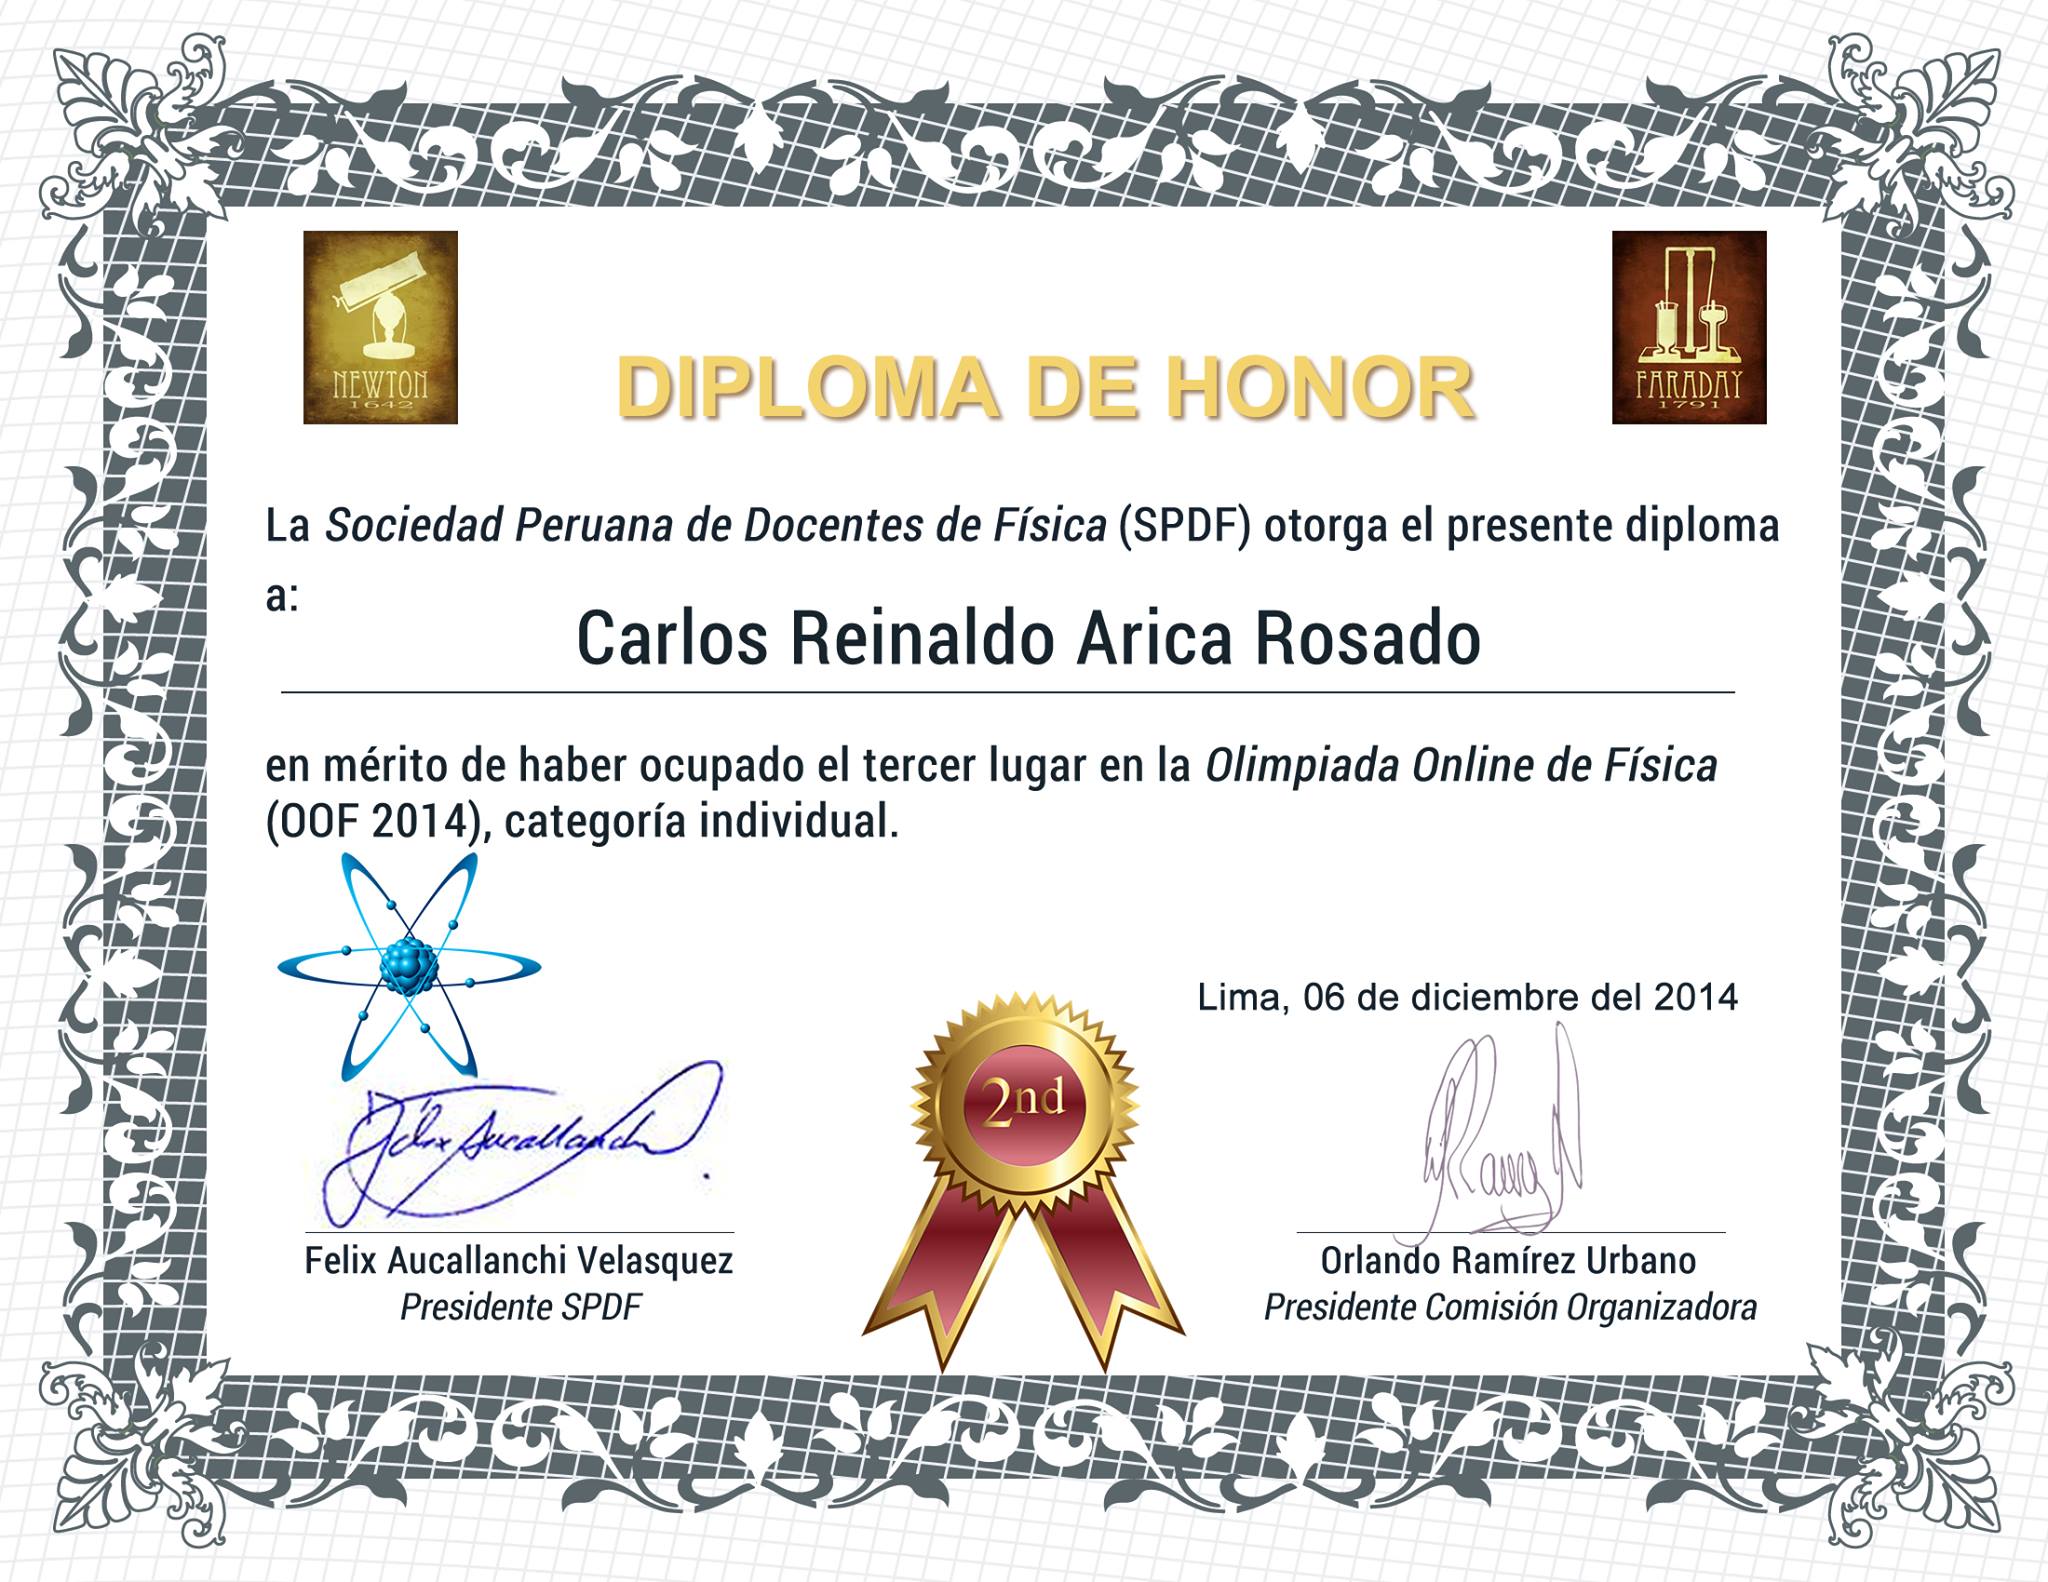 NEWTON
1642
FARADAY
1791
DIPLOMA DE HONOR
La Sociedad Peruana de Docentes de Física (SPDF) otorga el presente diploma
a:
Carlos Reinaldo Arica Rosado
en mérito de haber ocupado el tercer lugar en la Olimpiada Online de Física
(OOF 2014), categoría individual.
Lima, 06 de diciembre del 2014
2nd
Felix Aucallanchi
Felix Aucallanchi Velasquez
Presidente SPDF
Orlando Ramírez Urbano
Presidente Comisión Organizadora